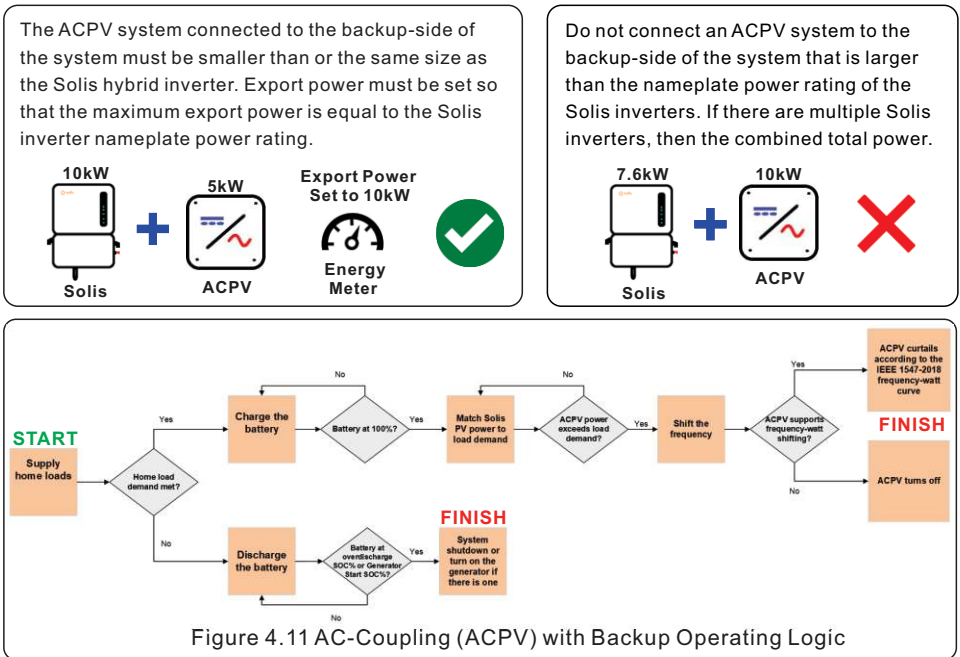 The ACPV system connected to the backup-side of
the system must be smaller than or the same size as
the Solis hybrid inverter. Export power must be set so
that the maximum export power is equal to the Solis
inverter nameplate power rating.
10kW
5kW
Export Power
Set to 10kW
Solis
ACPV
Energy
Meter
Do not connect an ACPV system to the
backup-side of the system that is larger
than the nameplate power rating of the
Solis inverters. If there are multiple Solis
inverters, then the combined total power.
7.6kW
10kW
Solis
ACPV
START
Supply
home loads
Home load
demand met?
Yes
Charge the
battery
No
Battery at 100%?
Yes
Match Solis
PV power to
load demand
No
ACPV power
exceeds load
demand?
Yes
Shift the
frequency
ACPV supports
frequency-watt
shifting?
Yes
ACPV curtails
according to the
IEEE 1547-2018
frequency-watt
curve
FINISH
No
ACPV turns off
No
Discharge
the battery
Battery at
overdischarge
SOC% or Generator
Start SOC%?
No
Yes
FINISH
System
shutdown or
turn on the
generator if
there is one
Figure 4.11 AC-Coupling (ACPV) with Backup Operating Logic